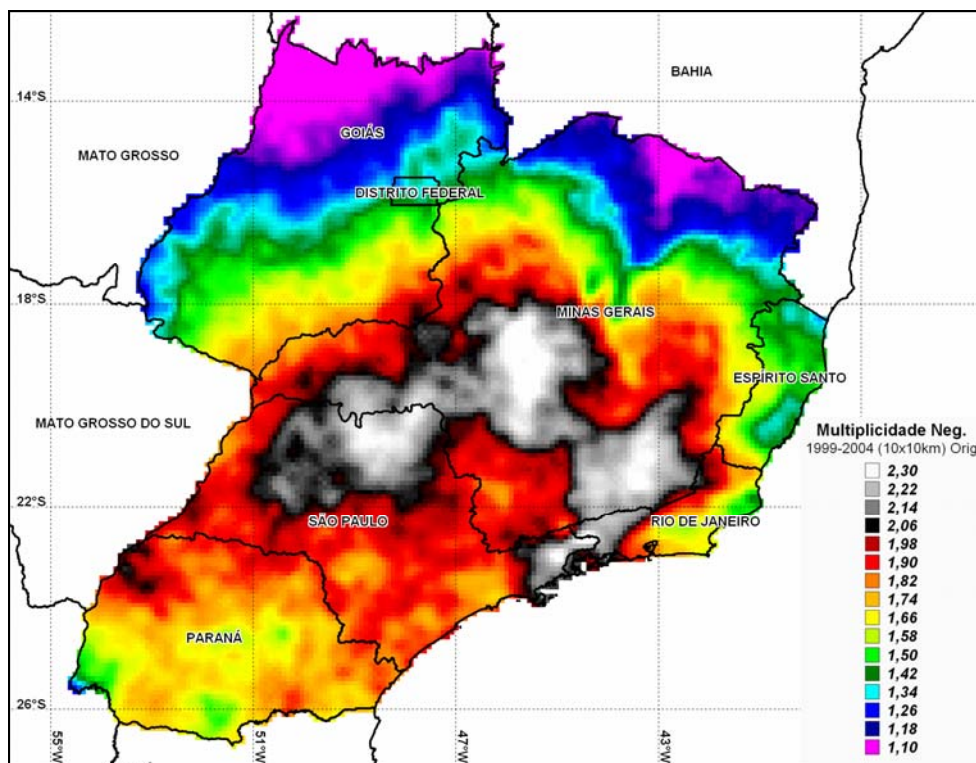 BAHIA
14°S
GOIÁS
MATO GROSSO
DISTRITO FEDERAL
18°S
MINAS GERAIS
ESPÍRITO SANTO
MATO GROSSO DO SUL
Multiplicidade Neg.
1999-2004 (10x10km) Orig
2,30
2,22
2,14
2,06
1,98
1,90
1,82
1,74
1,66
1,58
1,50
1,42
1,34
1,26
1,18
1,10
22°S
SÃO PAULO
RIO DE JANEIRO
PARANÁ
26°S
55°W
51°W
47°W
43°W